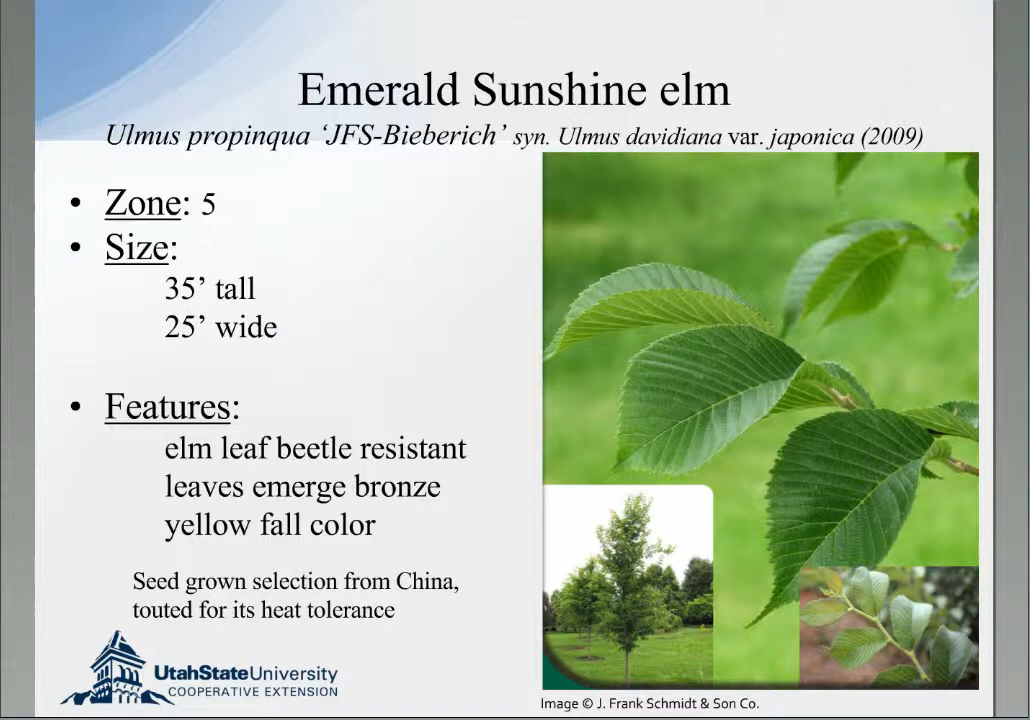 Emerald Sunshine elm
Ulmus propinqua ‘JFS-Bieberich’ syn. Ulmus davidiana var. japonica (2009)
• Zone: 5
• Size:
35’ tall
25’ wide
• Features:
elm leaf beetle resistant
leaves emerge bronze
yellow fall color
Seed grown selection from China,
touted for its heat tolerance
UtahStateUniversity
COOPERATIVE EXTENSION
Image © J. Frank Schmidt & Son Co.